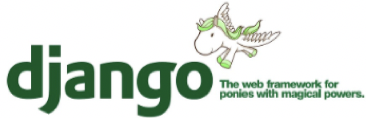 django
The web framework for
ponies with magical powers.